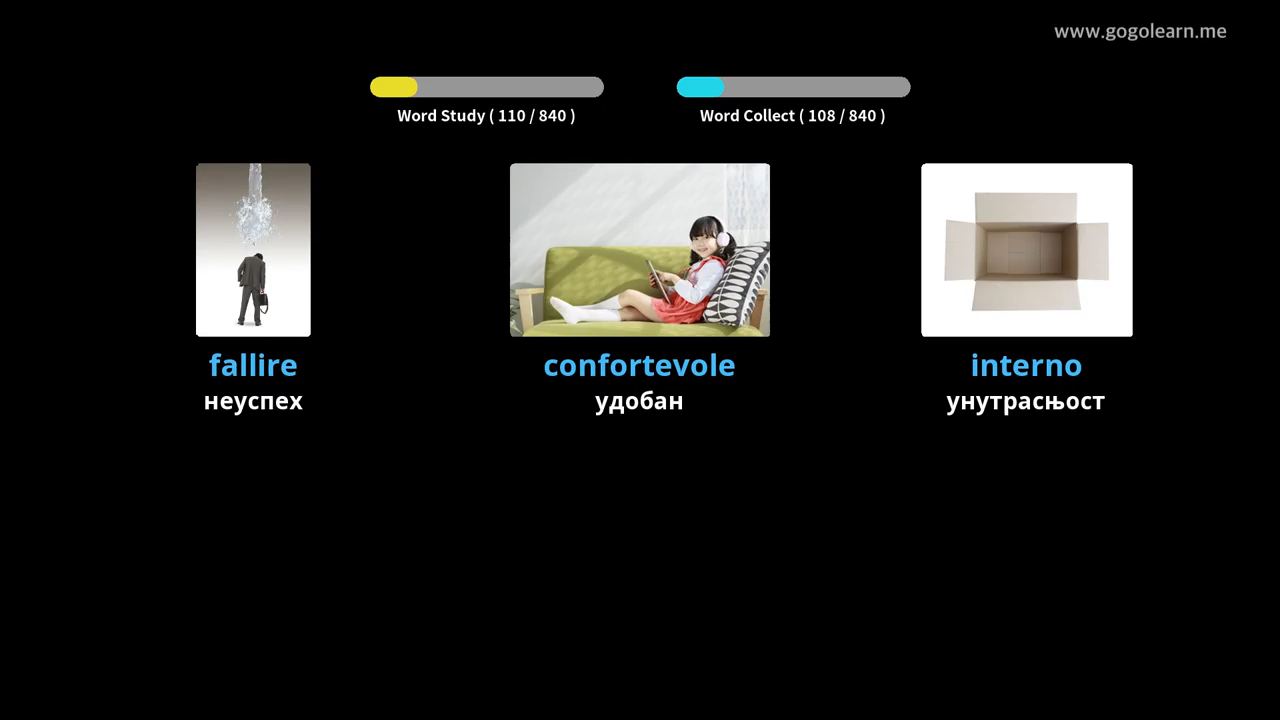 www.gogolearn.me
Word Study ( 110 / 840 )
Word Collect ( 108 / 840 )
fallire
неуспех
confortevole
удобан
interno
унутрасњост